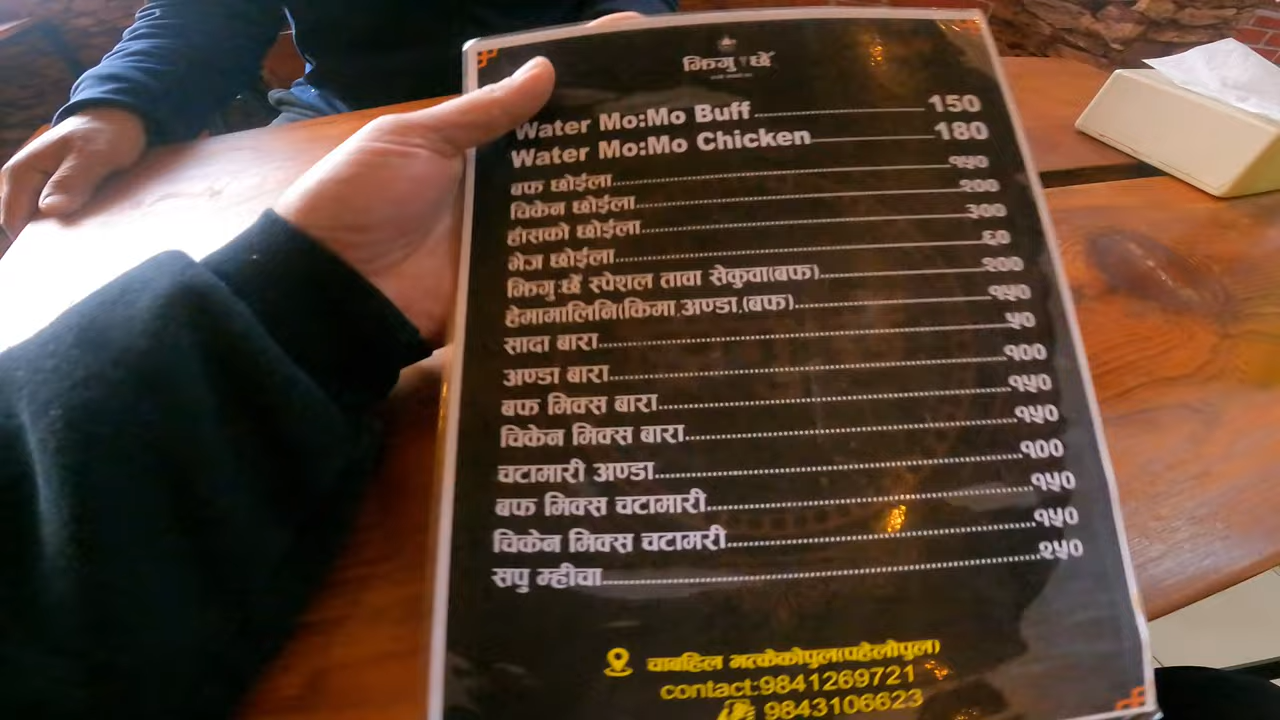 झिगु छेँ
Water Mo:Mo Buff 150
Water Mo:Mo Chicken 180
बफ छोईला १५०
चिकेन छोईला २००
हाँसको छोईला ३००
भेज छोईला ६०
झिगु:छेँ स्पेशल तावा सेकुवा(बफ) २००
हेमामालिनि(किमा,अण्डा,(बफ) १५०
सादा बारा ५०
अण्डा बारा १००
बफ मिक्स बारा १५०
चिकेन मिक्स बारा १५०
चटामारी अण्डा १००
बफ मिक्स चटामारी १५०
चिकेन मिक्स चटामरी १५०
सपु म्हीचा २५०
चाबहिल भत्केकोपुल(पहेलोपुल)
contact:9841269721
9843106623